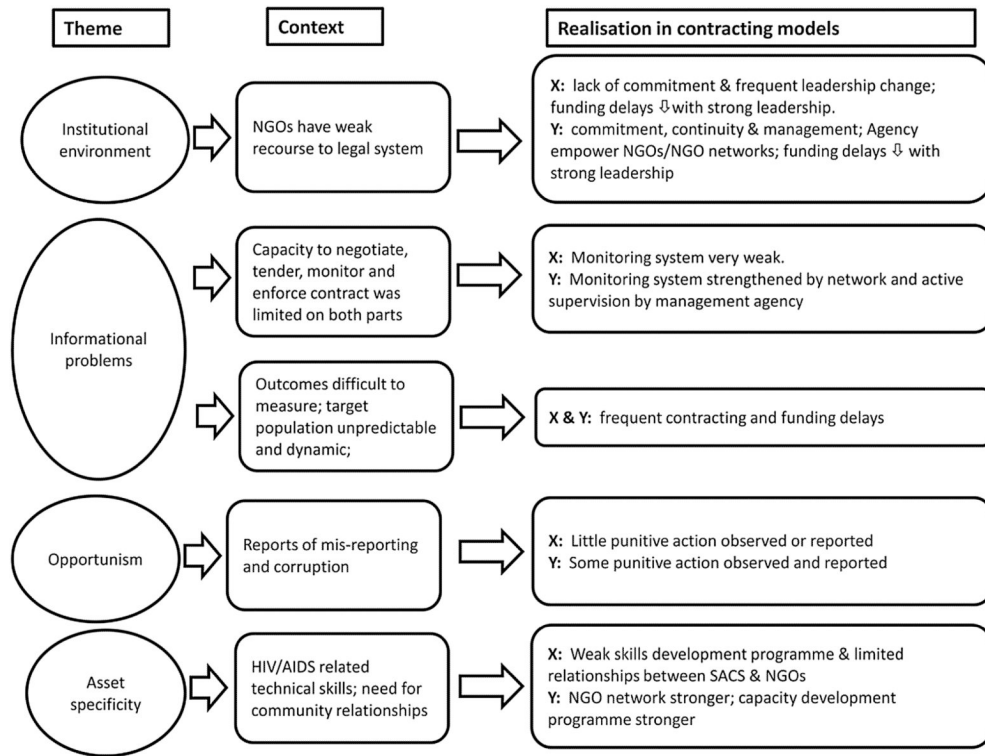 Theme
Context
Realisation in contracting models
Institutional
environment
NGOs have weak
recourse to legal system
X: lack of commitment & frequent leadership change;
funding delays ⇩with strong leadership.
Y: commitment, continuity & management; Agency
empower NGOs/NGO networks; funding delays ⇩ with
strong leadership
Informational
problems
Capacity to negotiate,
tender, monitor and
enforce contract was
limited on both parts
X: Monitoring system very weak.
Y: Monitoring system strengthened by network and active
supervision by management agency
Outcomes difficult to
measure; target
population unpredictable
and dynamic;
X & Y: frequent contracting and funding delays
Opportunism
Reports of mis-reporting
and corruption
X: Little punitive action observed or reported
Y: Some punitive action observed and reported
Asset
specificity
HIV/AIDS related
technical skills; need for
community relationships
X: Weak skills development programme & limited
relationships between SACS & NGOs
Y: NGO network stronger; capacity development
programme stronger